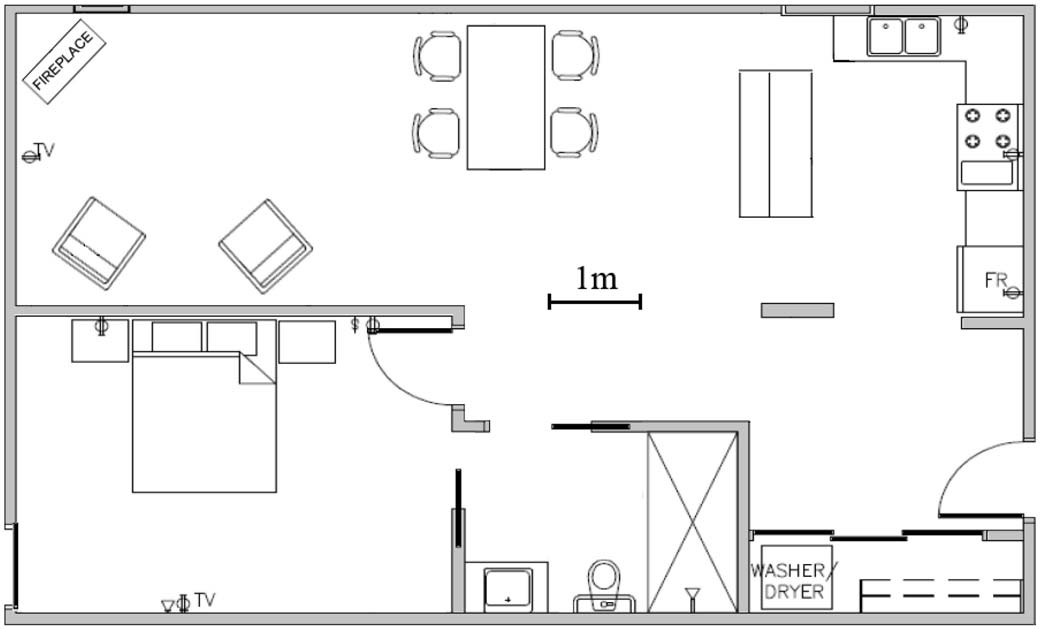 FIREPLACE
TV
1m
FR
S
TV
WASHER/
DRYER